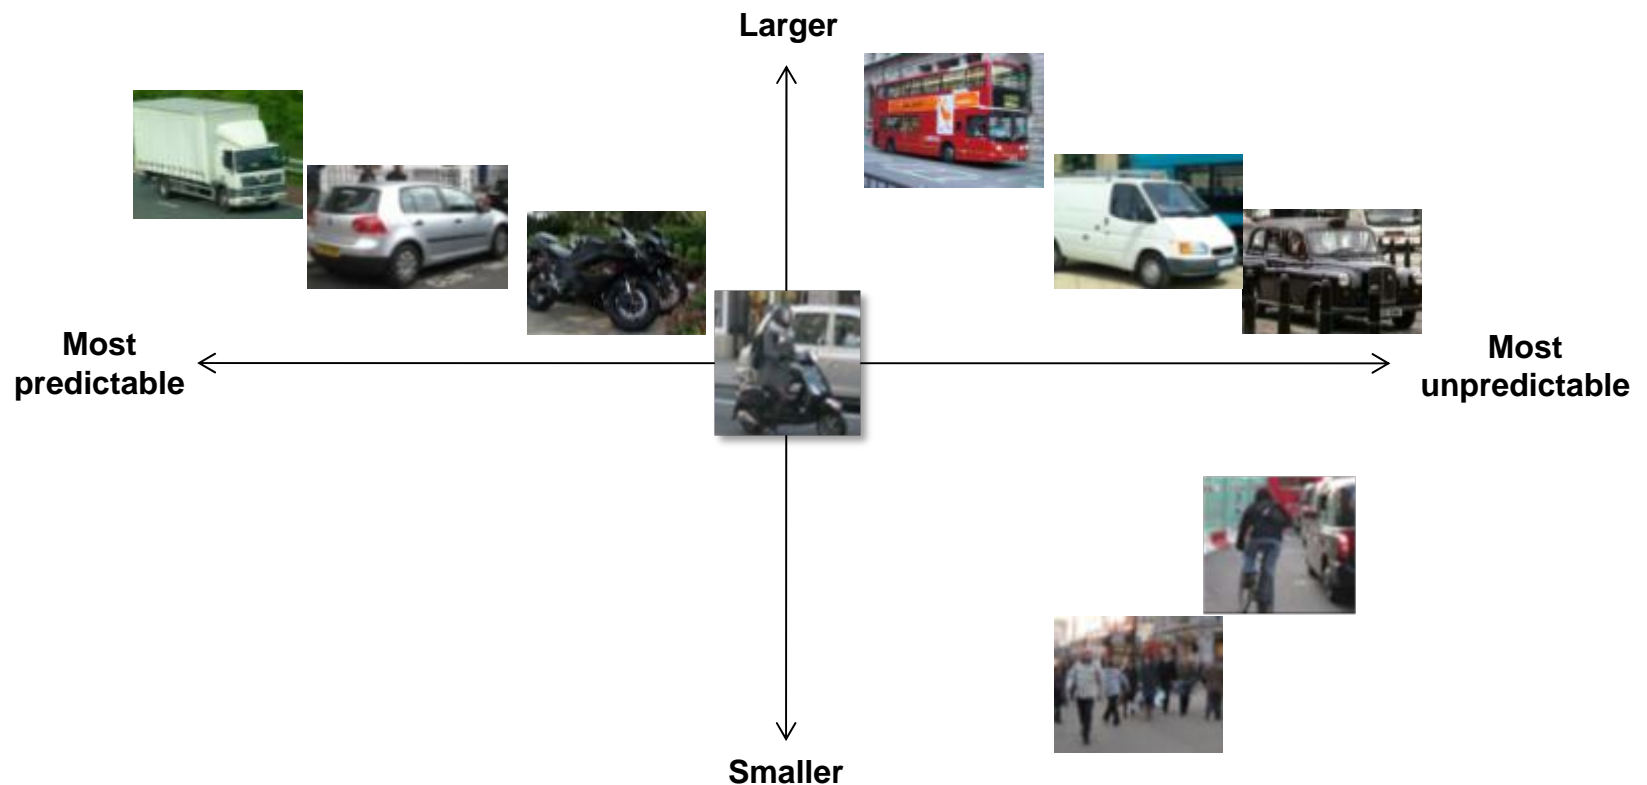 Larger
Most
predictable
Most
unpredictable
Smaller